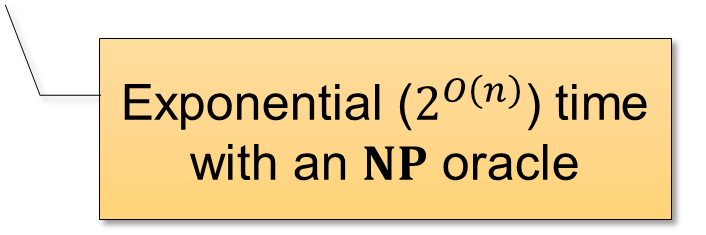 Exponential (2^{O(n)}) time
with an NP oracle